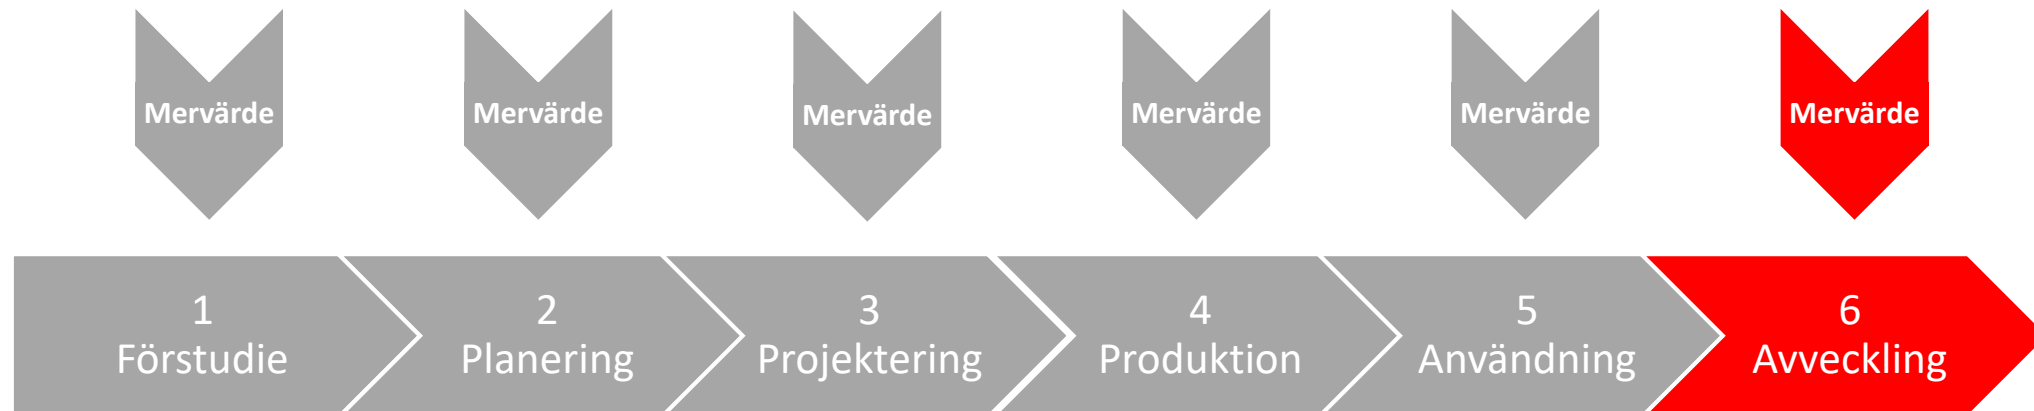 Mervärde
Mervärde
Mervärde
Mervärde
Mervärde
Mervärde
1
Förstudie
2
Planering
3
Projektering
4
Produktion
5
Användning
6
Avveckling